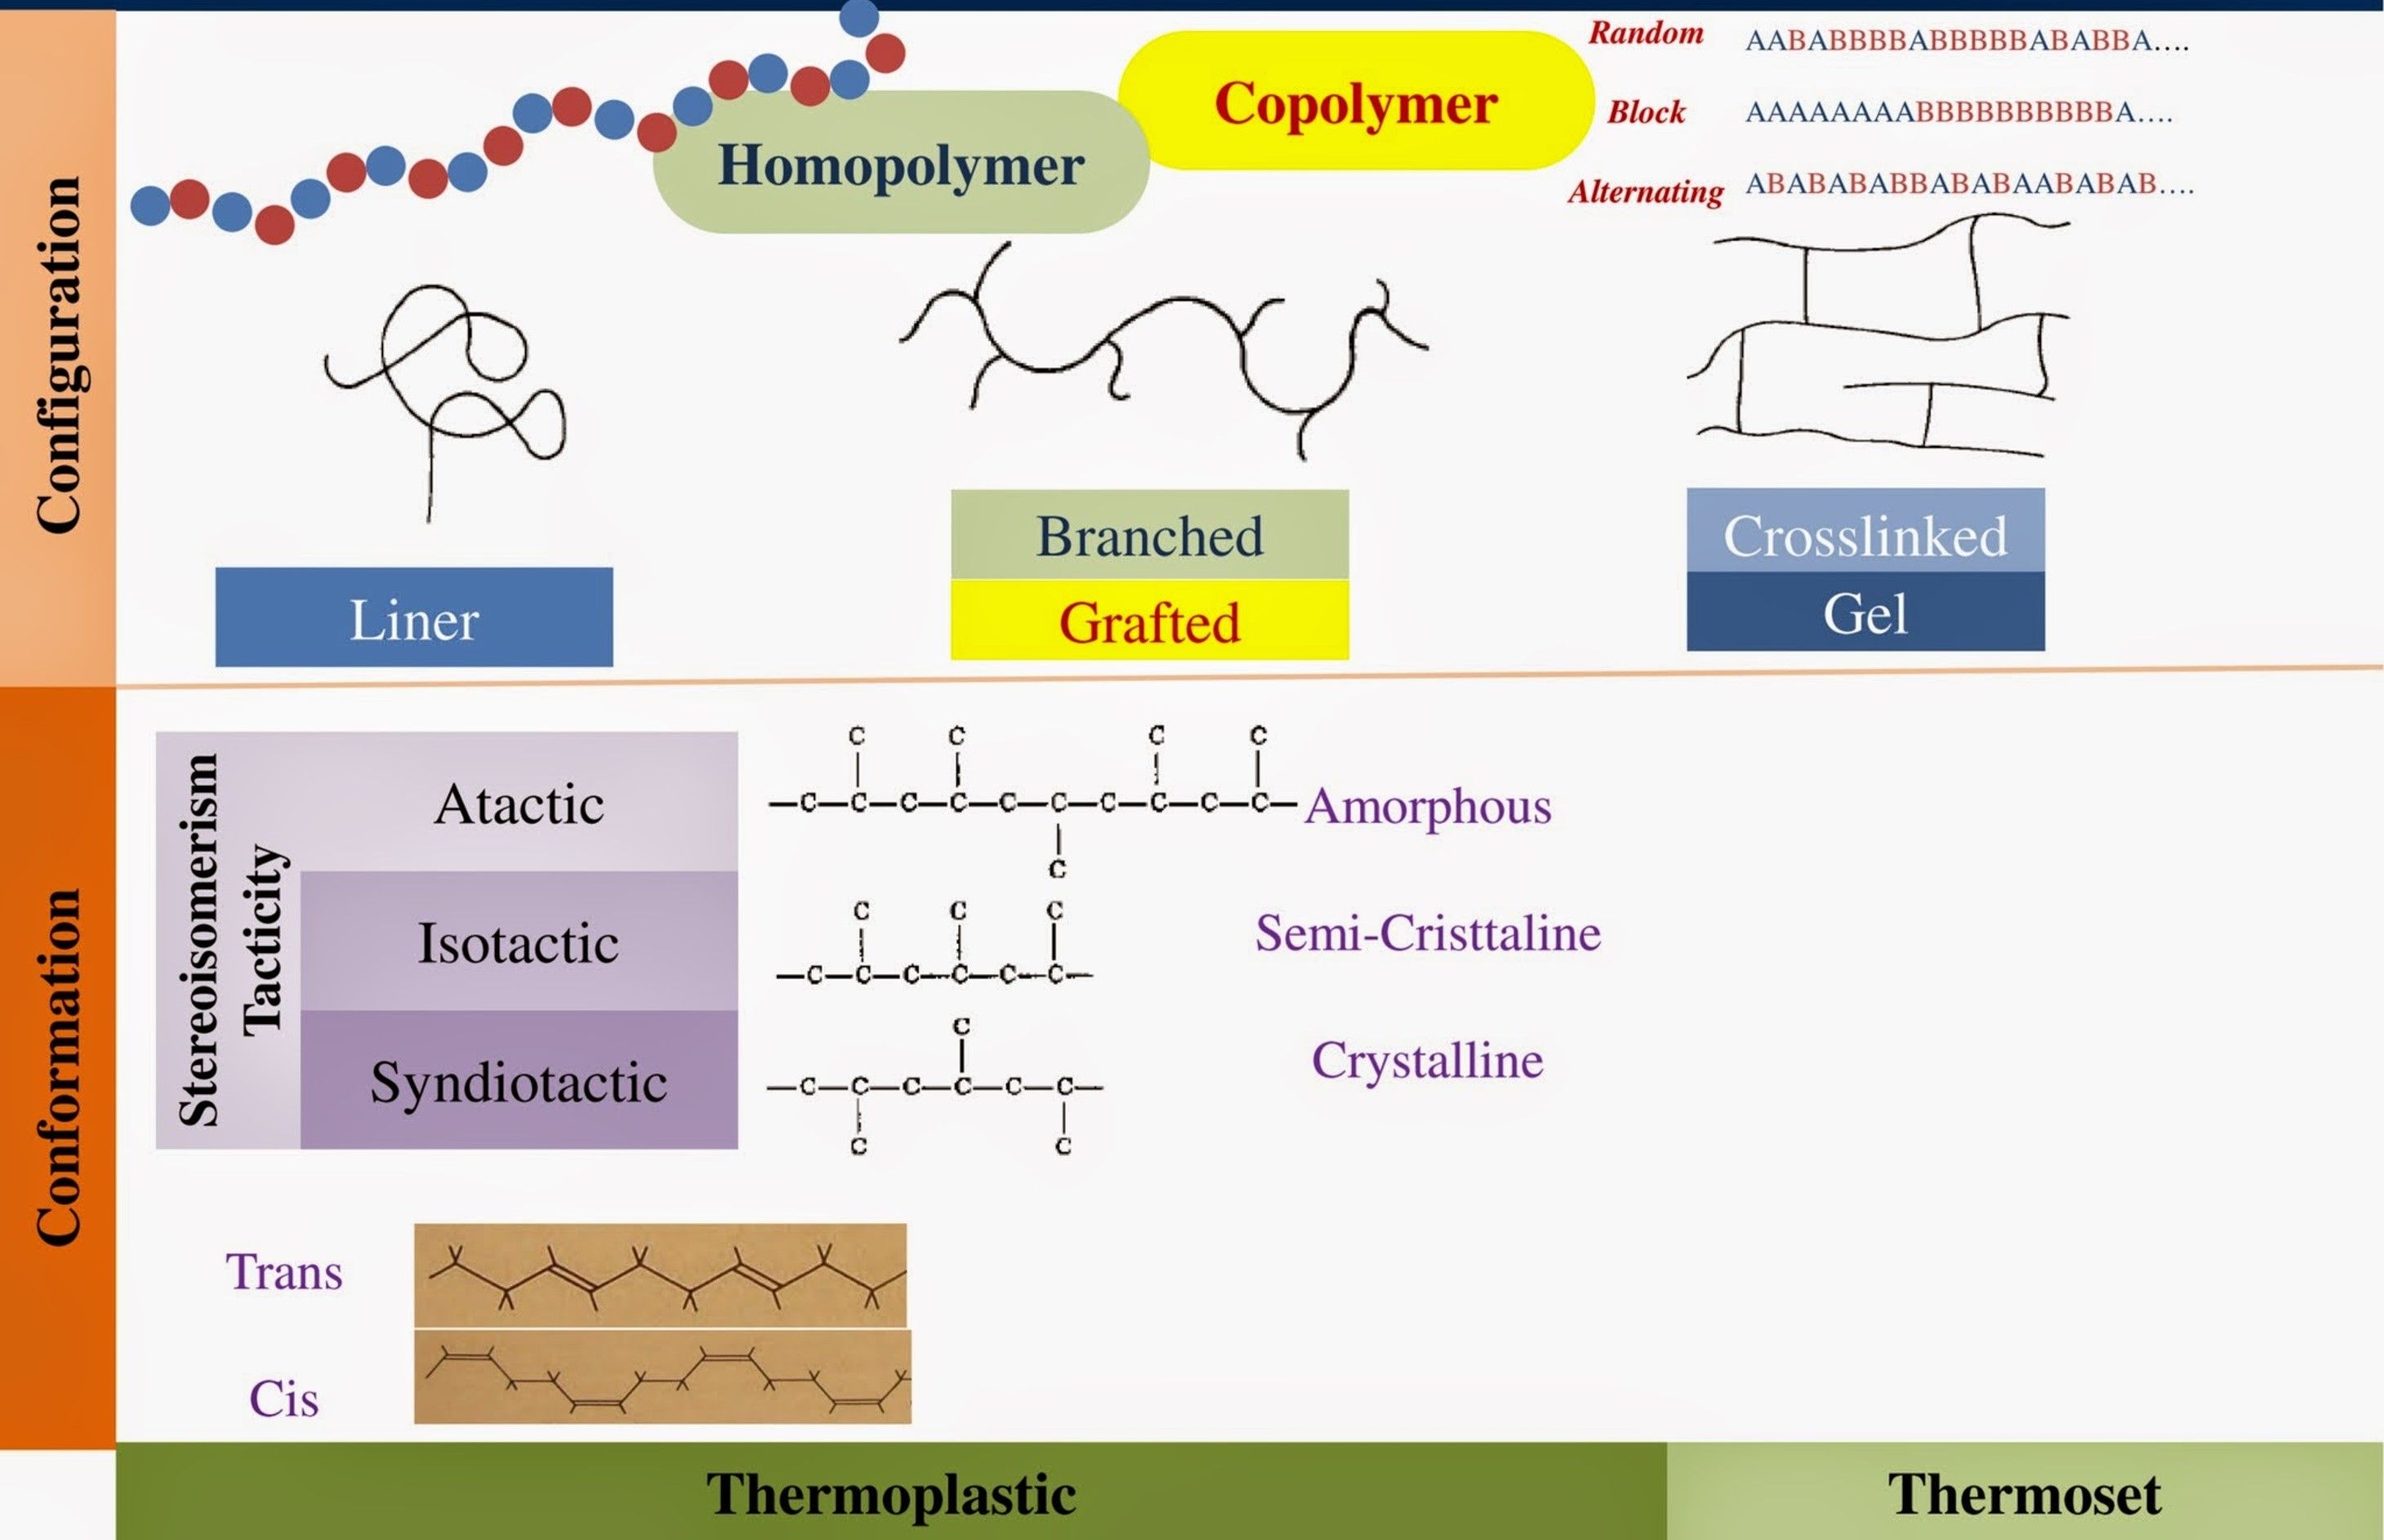 Configuration
Homopolymer
Copolymer
Random AABABBBBABBBBBABABBA....
Block AAAAAAAABBBBBBBBBBA....
Alternating ABABABABBABABAABABAB....
Liner
Branched
Grafted
Crosslinked
Gel
Conformation
Stereoisomerism
Tacticity
Atactic
C C C C
—C—C—C—C—C—C—C—C—C—C—
C
Amorphous
Isotactic
C C C
—C—C—C—C—C—C—
Semi-Cristtaline
Syndiotactic
C
—C—C—C—C—C—C—
C C
Crystalline
Trans
Cis
Thermoplastic
Thermoset